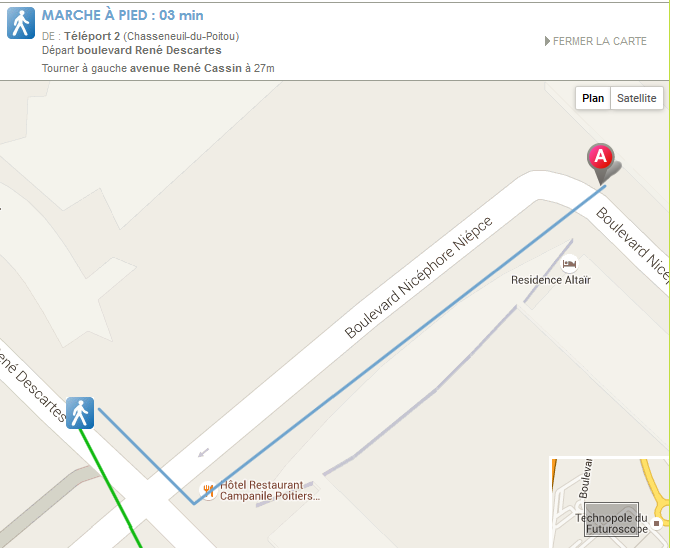 MARCHE À PIED : 03 min
DE : Téléport 2 (Chasseneuil-du-Poitou)
Départ boulevard René Descartes
Tourner à gauche avenue René Cassin à 27m
FERMER LA CARTE
Plan
Satellite
A
Boulevard Nicéphore Niépce
Boulevard Nicé
Residence Altaïr
ené Descartes
Hôtel Restaurant
Campanile Poitiers...
Boulevar
Technopole du
Futuroscope